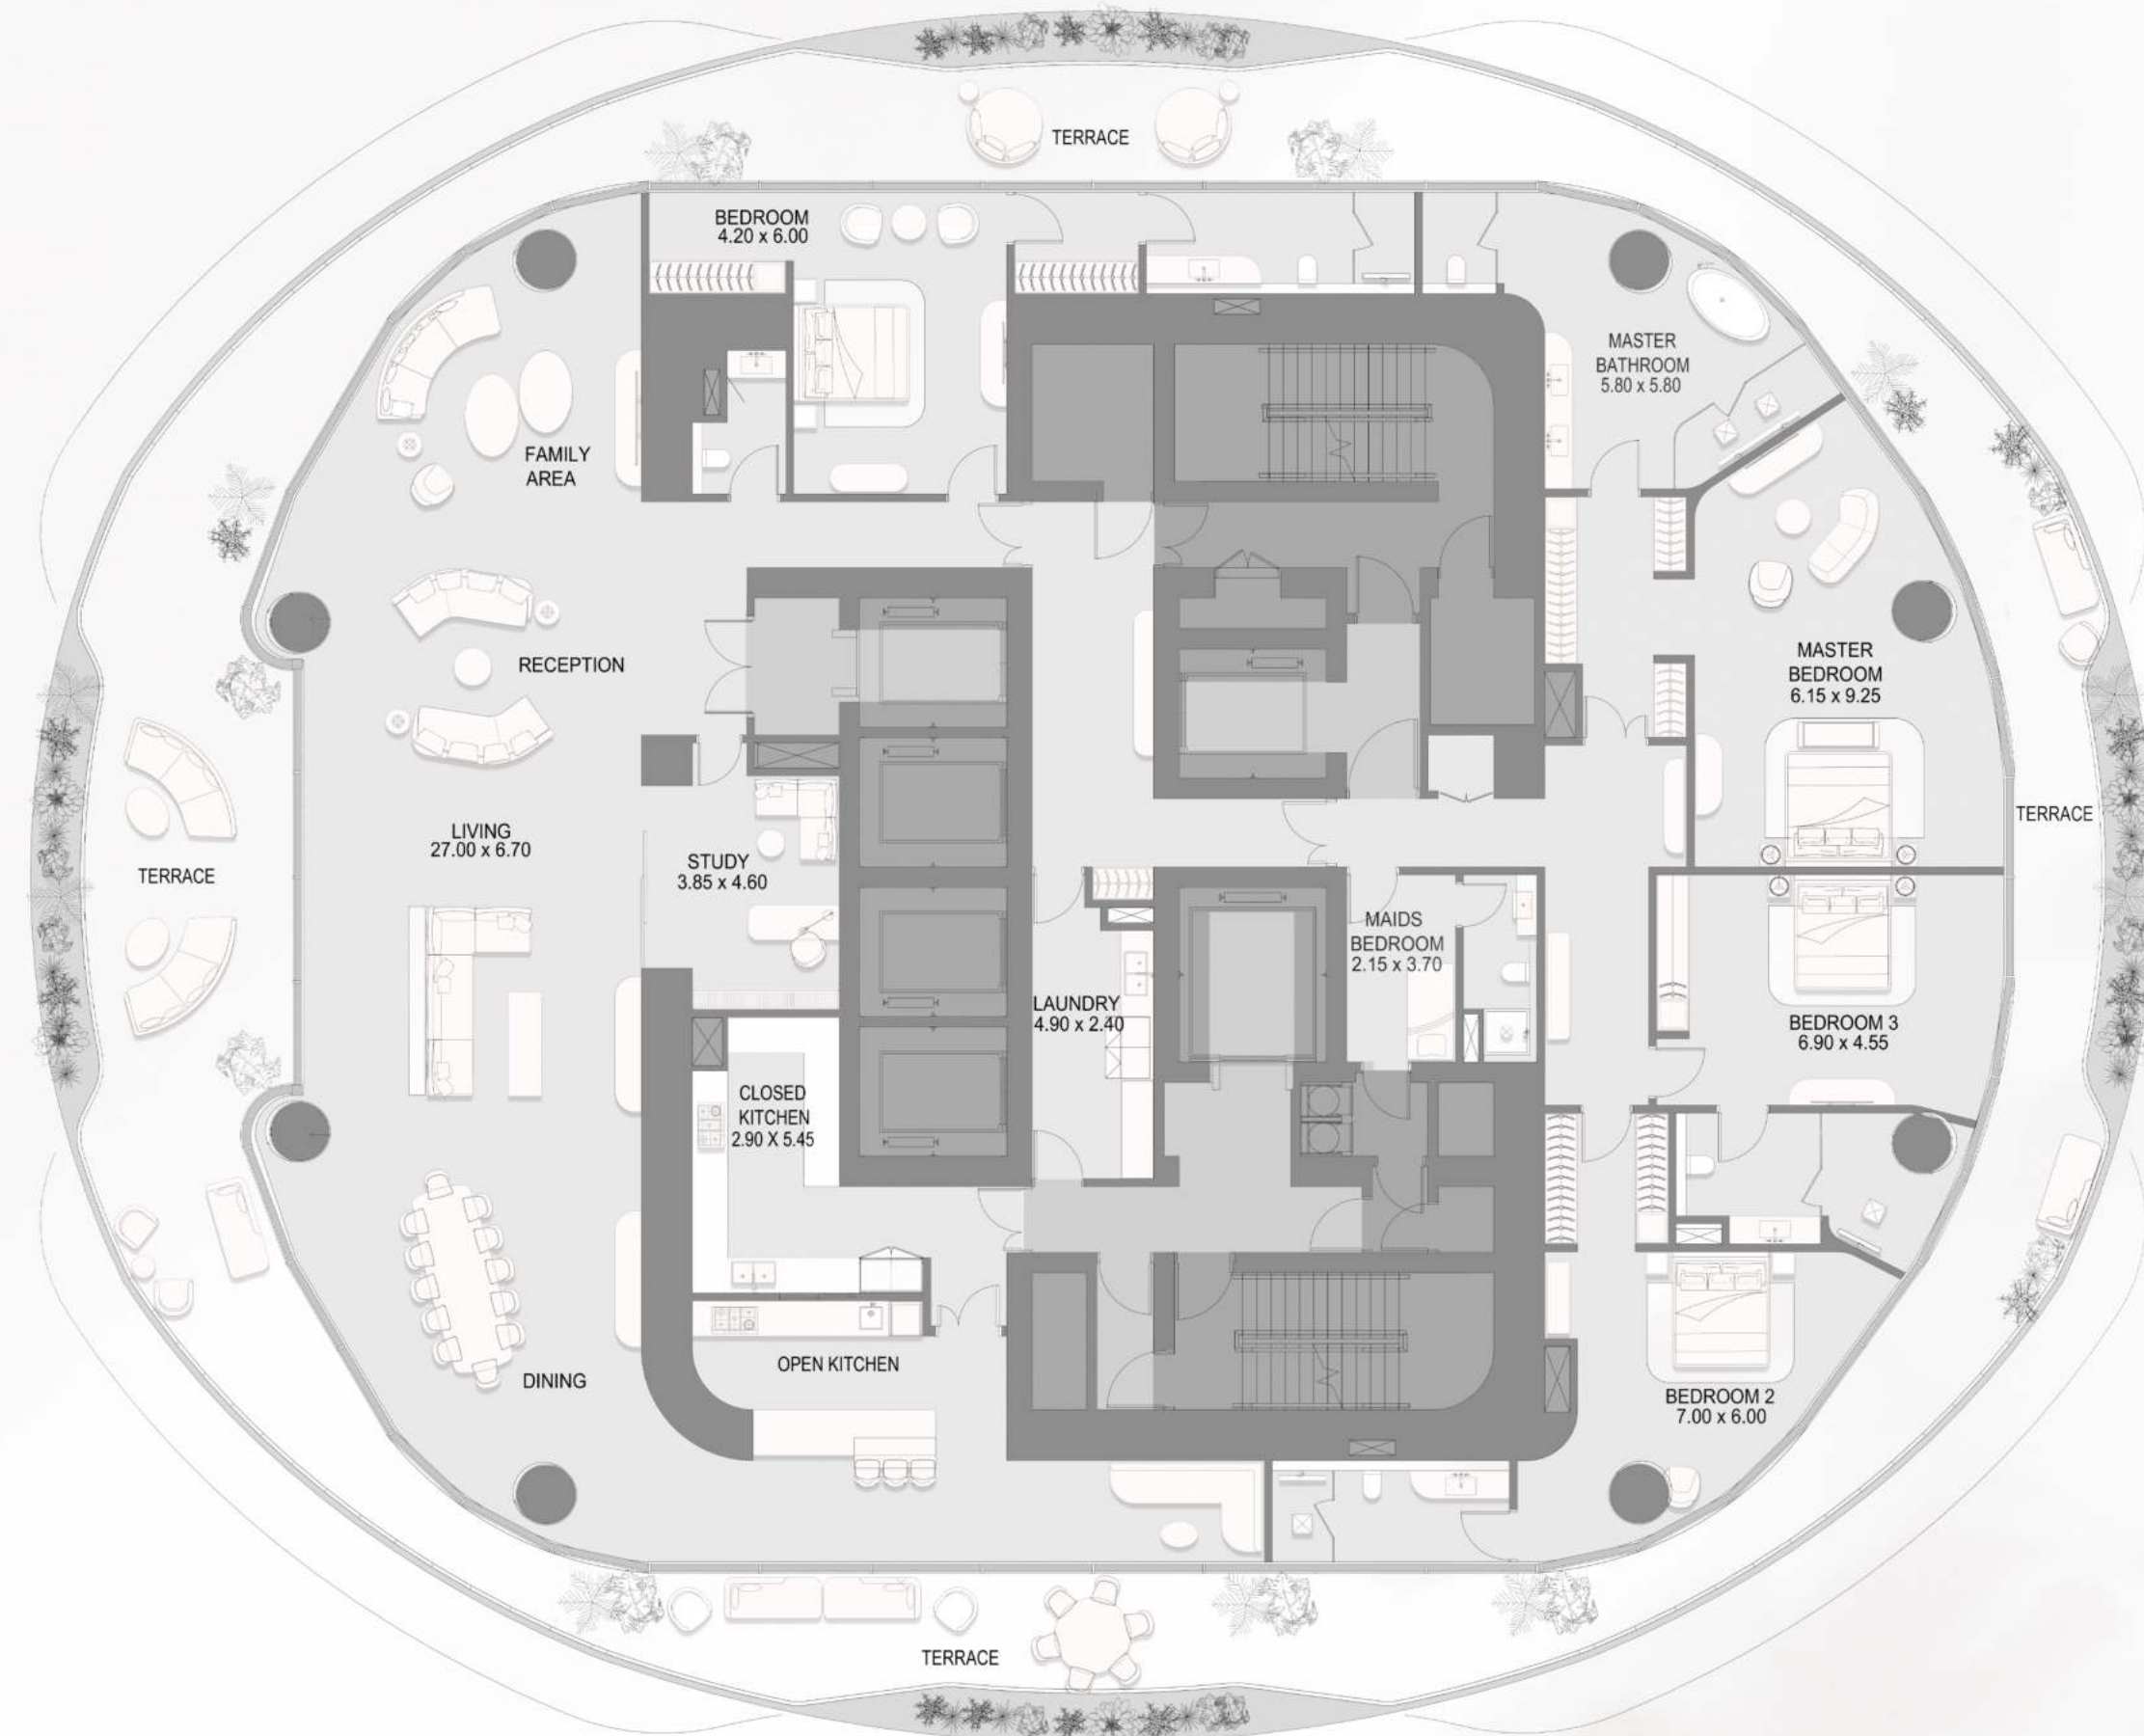 TERRACE
BEDROOM
4.20 x 6.00
MASTER
BATHROOM
5.80 x 5.80
FAMILY
AREA
RECEPTION
MASTER
BEDROOM
6.15 x 9.25
LIVING
27.00 x 6.70
TERRACE
STUDY
3.85 x 4.60
TERRACE
MAIDS
BEDROOM
2.15 x 3.70
LAUNDRY
4.90 x 2.40
BEDROOM 3
6.90 x 4.55
CLOSED
KITCHEN
2.90 X 5.45
OPEN KITCHEN
DINING
BEDROOM 2
7.00 x 6.00
TERRACE